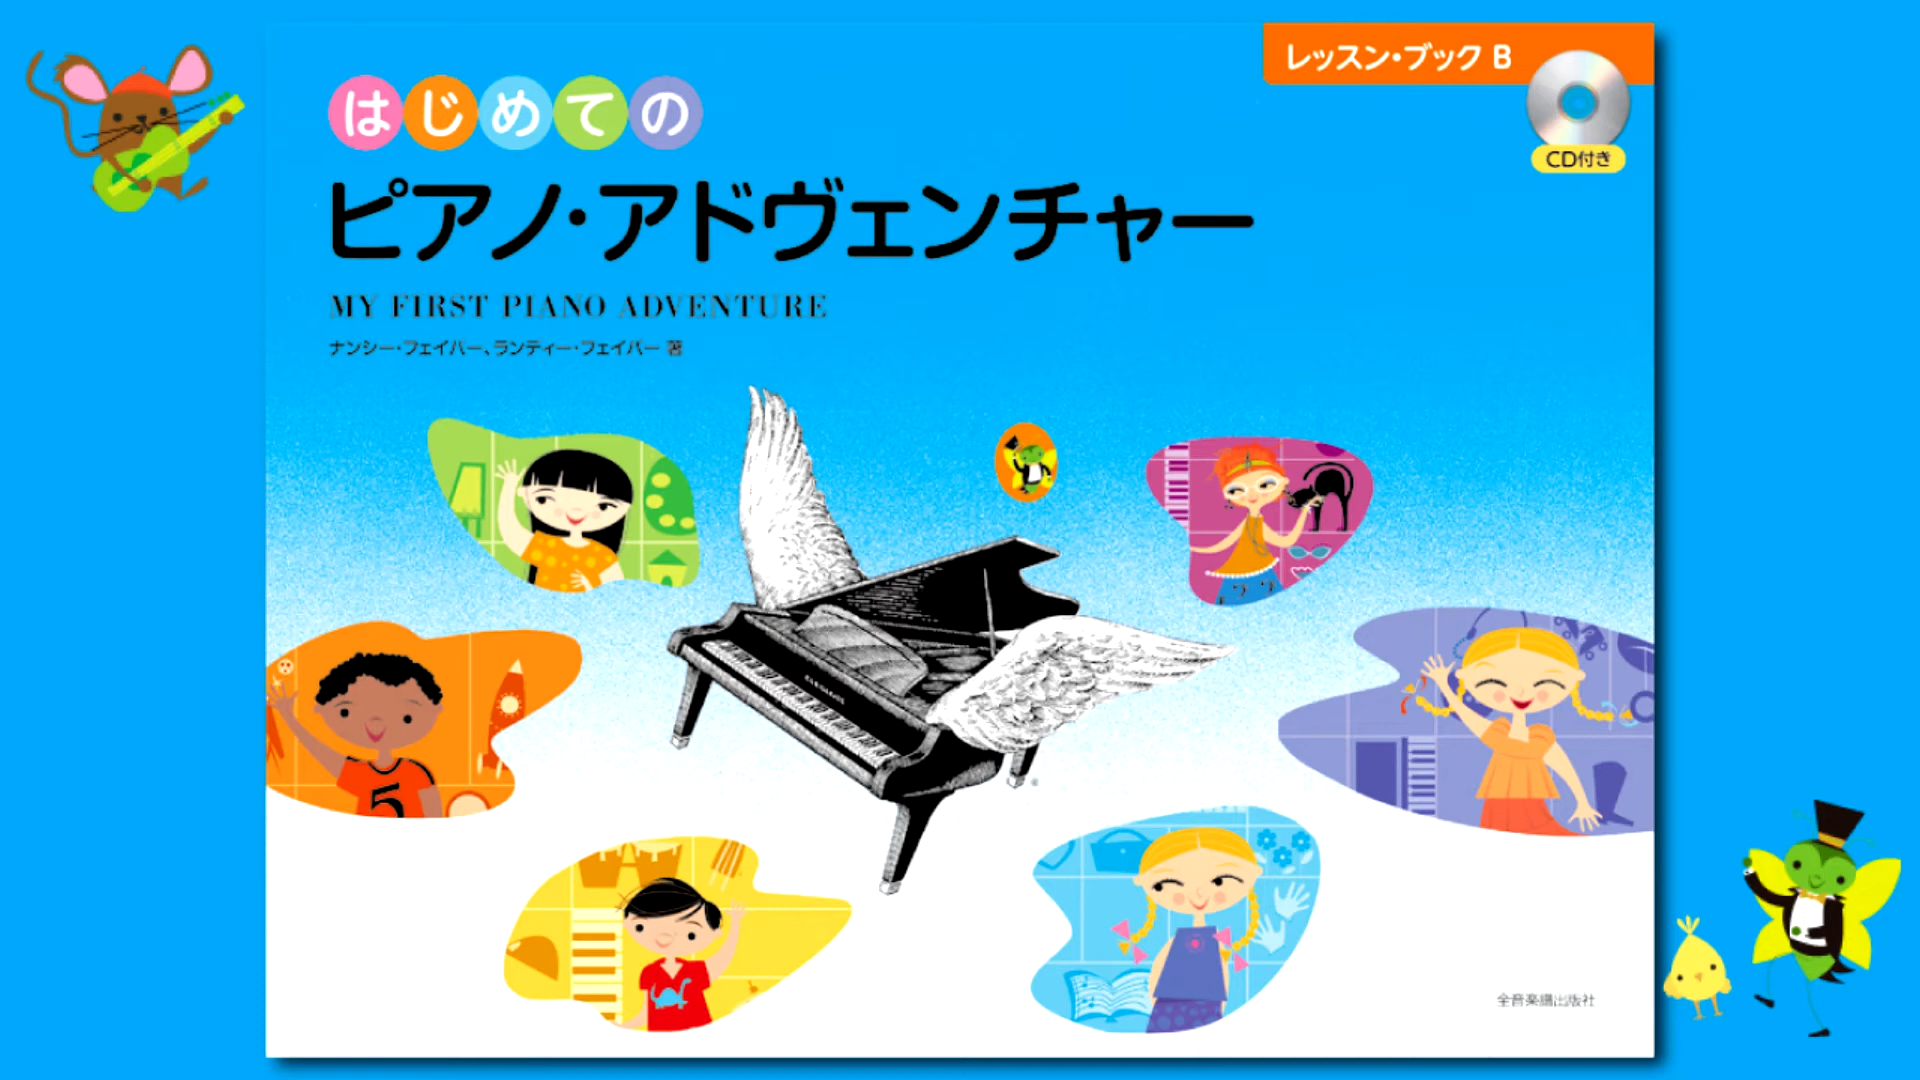 レッスン・ブック B
CD付き
はじめての
ピアノ・アドヴェンチャー
MY FIRST PIANO ADVENTURE
ナンシー・フェイバー、ランディー・フェイバー 著
5
全音楽譜出版社